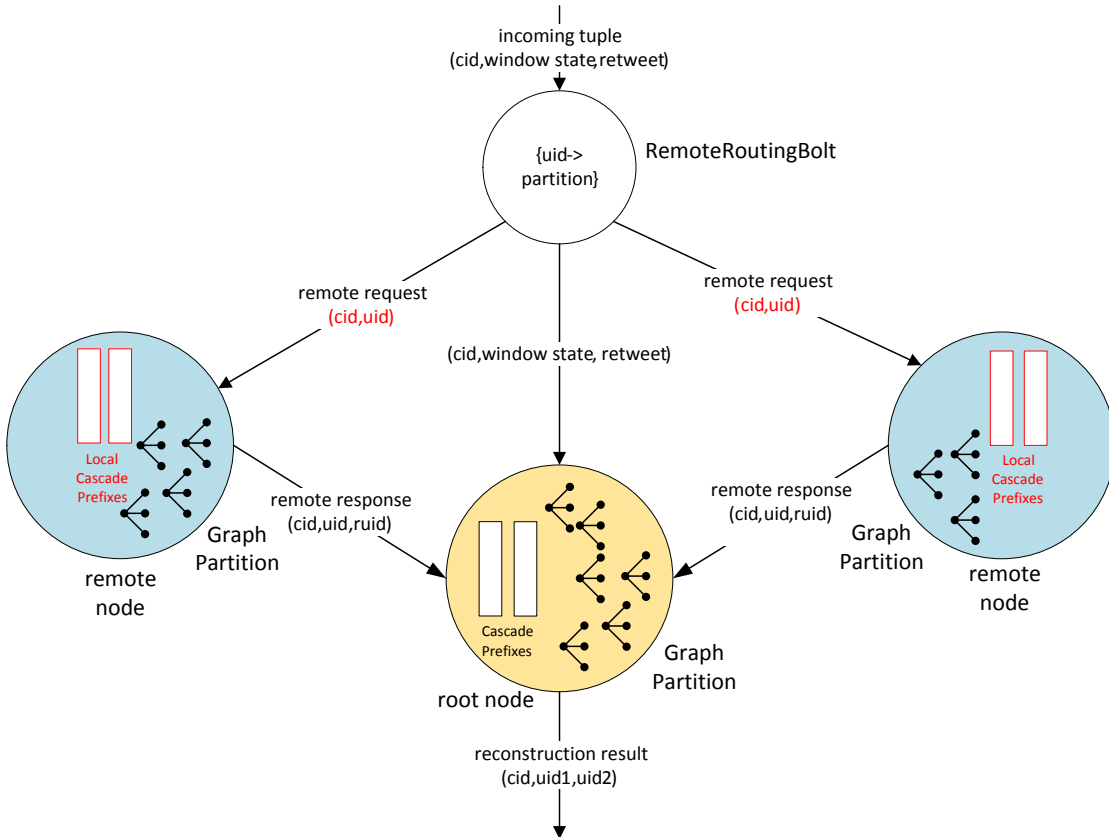 incoming tuple
(cid,window state,retweet)
{uid->
partition}
RemoteRoutingBolt
remote request
(cid,uid)
remote request
(cid,uid)
(cid,window state, retweet)
Local
Cascade
Prefixes
Local
Cascade
Prefixes
remote response
(cid,uid,ruid)
remote response
(cid,uid,ruid)
Graph
Partition
remote
node
Graph
Partition
remote
node
Cascade
Prefixes
Graph
Partition
root node
reconstruction result
(cid,uid1,uid2)